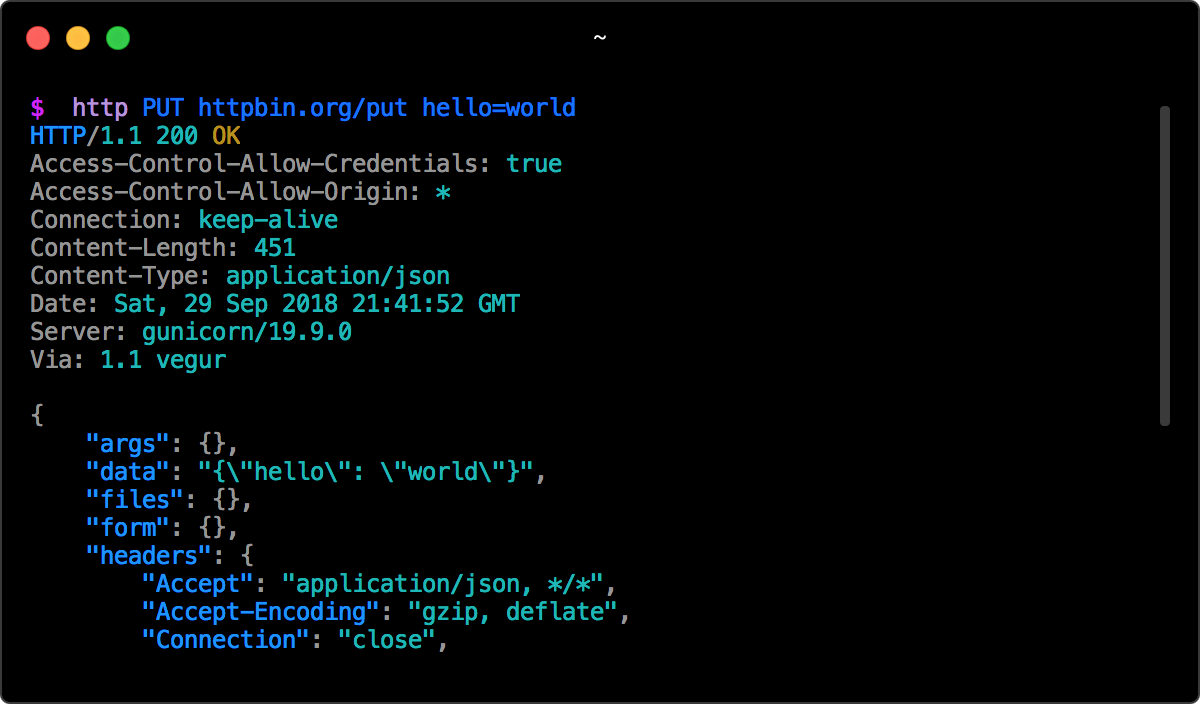 ~
$  http PUT httpbin.org/put hello=world
HTTP/1.1 200 OK
Access-Control-Allow-Credentials: true
Access-Control-Allow-Origin: *
Connection: keep-alive
Content-Length: 451
Content-Type: application/json
Date: Sat, 29 Sep 2018 21:41:52 GMT
Server: gunicorn/19.9.0
Via: 1.1 vegur

{
    "args": {},
    "data": "{\"hello\": \"world\"}",
    "files": {},
    "form": {},
    "headers": {
        "Accept": "application/json, */*",
        "Accept-Encoding": "gzip, deflate",
        "Connection": "close",